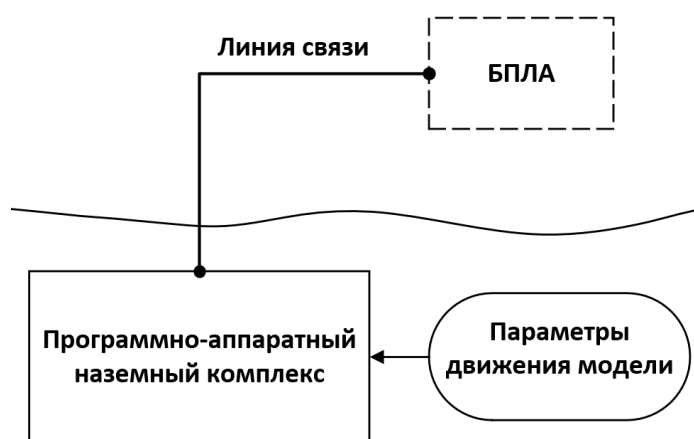 Линия связи
БПЛА
Программно-аппаратный
наземный комплекс
Параметры
движения модели